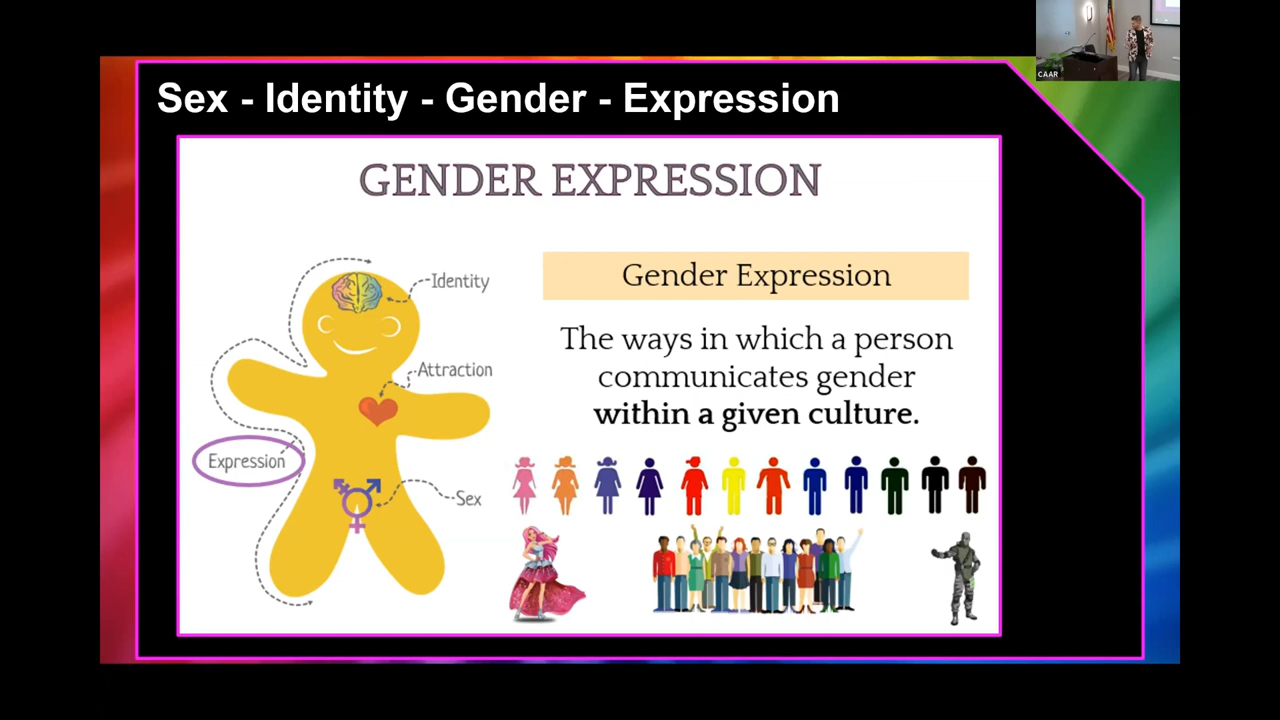 CAAR
Sex - Identity - Gender - Expression
GENDER EXPRESSION
Identity
Attraction
Expression
Sex
Gender Expression
The ways in which a person
communicates gender
within a given culture.